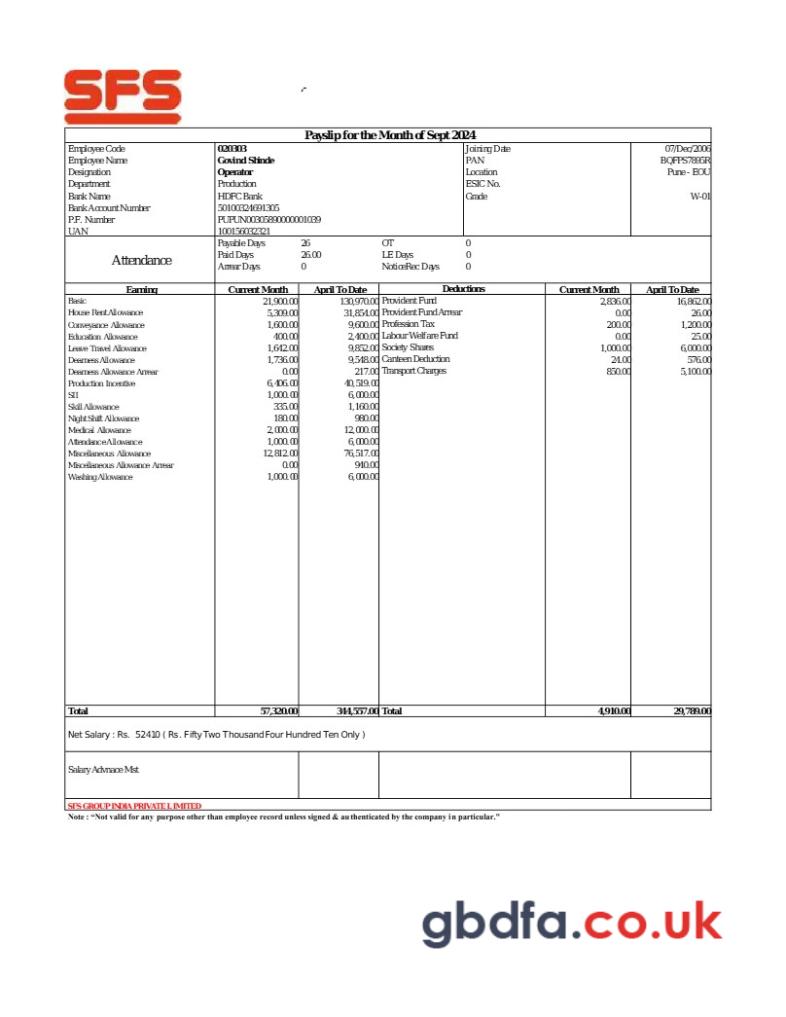 SFS
Payslip for the Month of Sept 2024
Employee Code 020303 Joining Date 07/Dec/2006
Employee Name Govind Shinde PAN BQFPS7895R
Designation Operator Location Pune - EOU
Department Production ESIC No.
Bank Name HDFC Bank Grade W-01
Bank Account Number 50100324691305
P.F. Number PUPUN00305890000001039
UAN 100156032321
Attendance
Payable Days 26 OT 0
Paid Days 26.00 LE Days 0
Arrear Days 0 NoticeRec Days 0
Earning Current Month April To Date Deductions Current Month April To Date
Basic 21,900.00 130,970.00 Provident Fund 2,836.00 16,862.00
House Rent Allowance 5,309.00 31,854.00 Provident Fund Arrear 0.00 26.00
Conveyance Allowance 1,600.00 9,600.00 Profession Tax 200.00 1,200.00
Education Allowance 400.00 2,400.00 Labour Welfare Fund 0.00 25.00
Leave Travel Allowance 1,642.00 9,852.00 Society Shares 1,000.00 6,000.00
Dearness Allowance 1,736.00 9,548.00 Canteen Deduction 24.00 576.00
Dearness Allowance Arrear 0.00 217.00 Transport Charges 850.00 5,100.00
Production Incentive 6,406.00 40,519.00
SII 1,000.00 6,000.00
Skill Allowance 335.00 1,160.00
Night Shift Allowance 180.00 980.00
Medical Allowance 2,000.00 12,000.00
Attendance Allowance 1,000.00 6,000.00
Miscellaneous Allowance 12,812.00 76,517.00
Miscellaneous Allowance Arrear 0.00 940.00
Washing Allowance 1,000.00 6,000.00
Total 57,320.00 344,557.00 Total 4,910.00 29,789.00
Net Salary : Rs. 52410 ( Rs. Fifty Two Thousand Four Hundred Ten Only )
Salary Advnace Mst
SFS GROUP INDIA PRIVATE LIMITED
Note : “Not valid for any purpose other than employee record unless signed & authenticated by the company in particular.”
gbdfa.co.uk